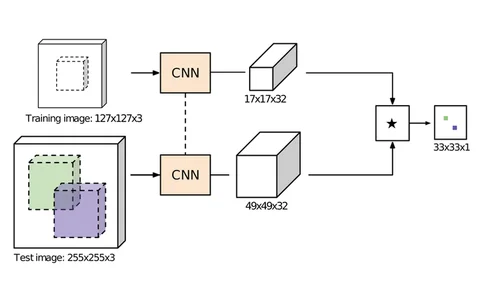 CNN
17x17x32
Training image: 127x127x3
★
33x33x1
CNN
49x49x32
Test image: 255x255x3